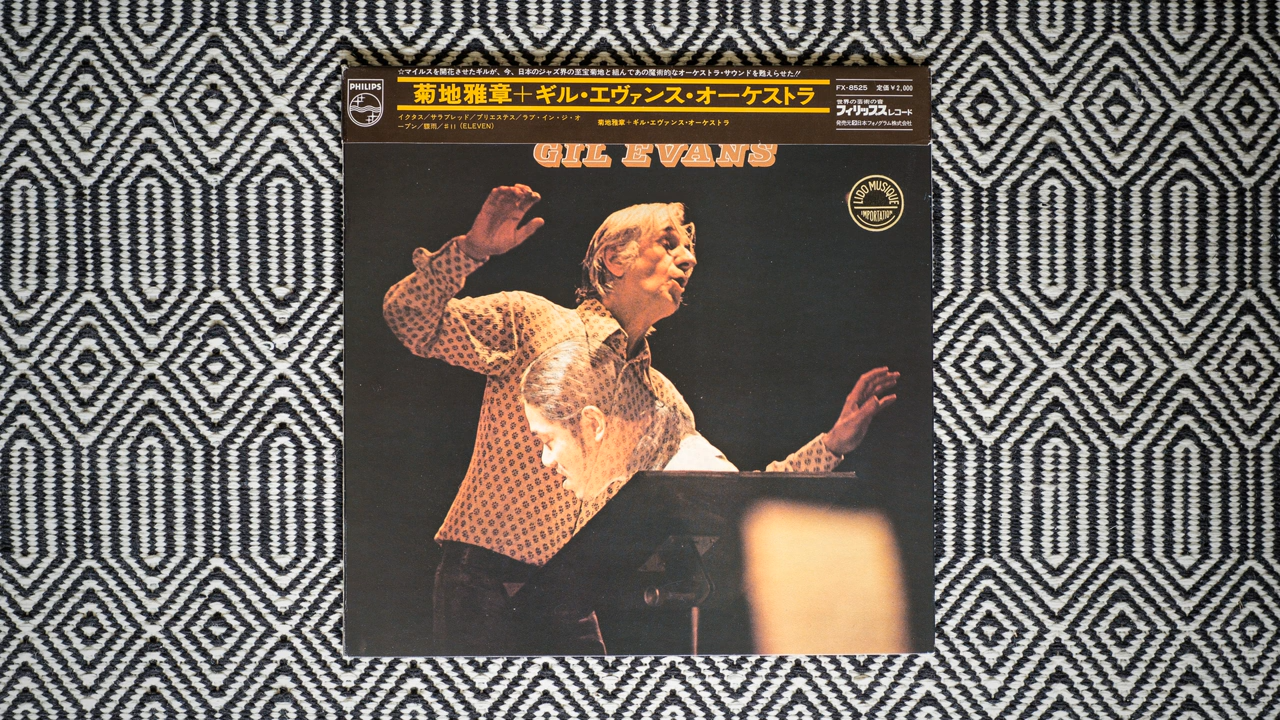 ☆マイルスを開花させたギルが、今、日本のジャズ界の至宝菊地と組んであの魔術的なオーケストラ・サウンドを甦えらせた!!
PHILIPS
菊地雅章＋ギル・エヴァンス・オーケストラ
イクタス／サラブレッド／プリエステス／ラブ・イン・ジ・オ
ープン／驟雨／♯11（ELEVEN）
菊地雅章＋ギル・エヴァンス・オーケストラ
FX-8525 定価￥2,000
世界の芸術の音
フィリップスレコード
発売元 日本フォノグラム株式会社
GIL EVANS
LIDO MUSIQUE
IMPORTATION